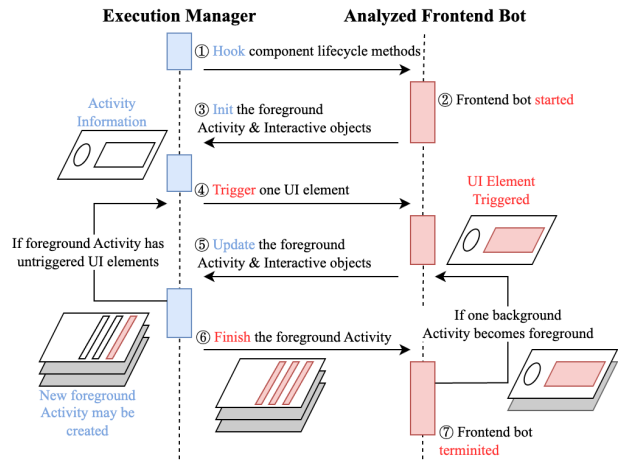 Execution Manager
Analyzed Frontend Bot
① Hook component lifecycle methods
② Frontend bot started
Activity
Information
③ Init the foreground
Activity & Interactive objects
④ Trigger one UI element
UI Element
Triggered
If foreground Activity has
untriggered UI elements
⑤ Update the foreground
Activity & Interactive objects
If one background
Activity becomes foreground
⑥ Finish the foreground Activity
New foreground
Activity may be
created
⑦ Frontend bot
terminited